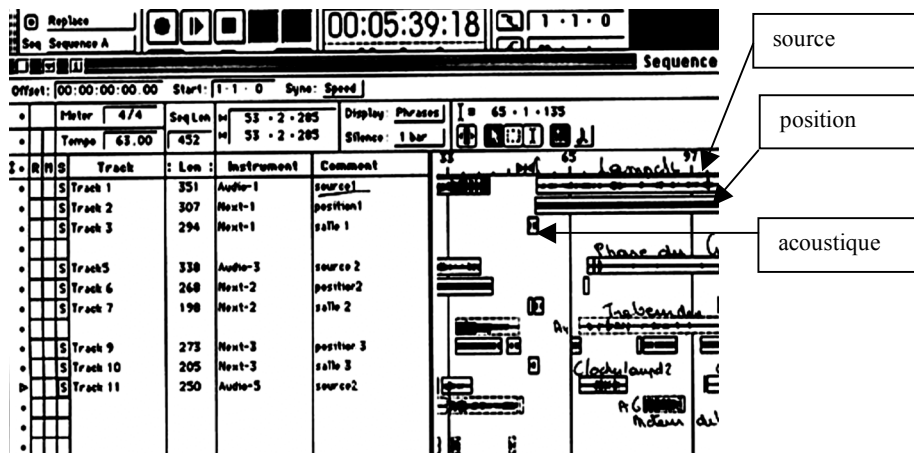 Replace
00:05:39:18
1 · 1 · 0
source
Seq Sequence A
Sequence
Offset: 00:00:00:00.00 Start: 1 · 1 · 0 Sync: Speed
Meter 4/4 Seq Len 53 · 2 · 285 Display: Phrases 65 · 1 · 135
Tempo 63.00 452 53 · 2 · 285 Silence: 1 bar
position
R M S Track Len Instrument Comment 33 65 97
S Track 1 351 Audio-1 source1
S Track 2 307 Next-1 position1
S Track 3 294 Next-1 salle 1
acoustique
Phase du
S Track5 338 Audio-3 source 2
S Track 6 268 Next-2 position2
S Track 7 198 Next-2 salle 2
S Track 9 273 Next-3 position 3
S Track 10 205 Next-3 salle 3
S Track 11 250 Audio-5 source2
A6
Moteur de